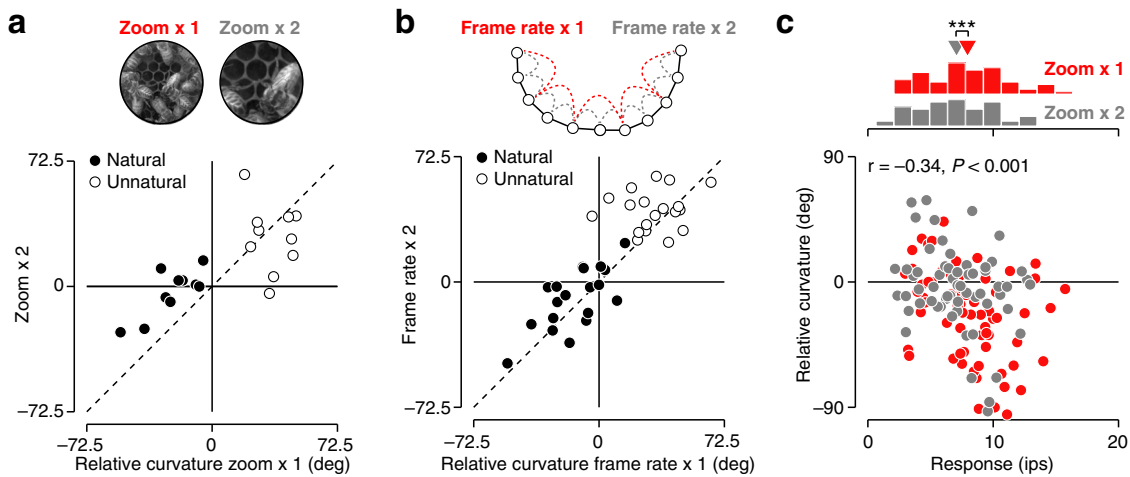 a
Zoom x 1 Zoom x 2
72.5
Natural
Unnatural
Zoom x 2
0
−72.5
−72.5 0 72.5
Relative curvature zoom x 1 (deg)
b
Frame rate x 1 Frame rate x 2
72.5
Natural
Unnatural
Frame rate x 2
0
−72.5
−72.5 0 72.5
Relative curvature frame rate x 1 (deg)
c
***
Zoom x 1
Zoom x 2
90
r = −0.34, P < 0.001
Relative curvature (deg)
0
−90
0 10 20
Response (ips)